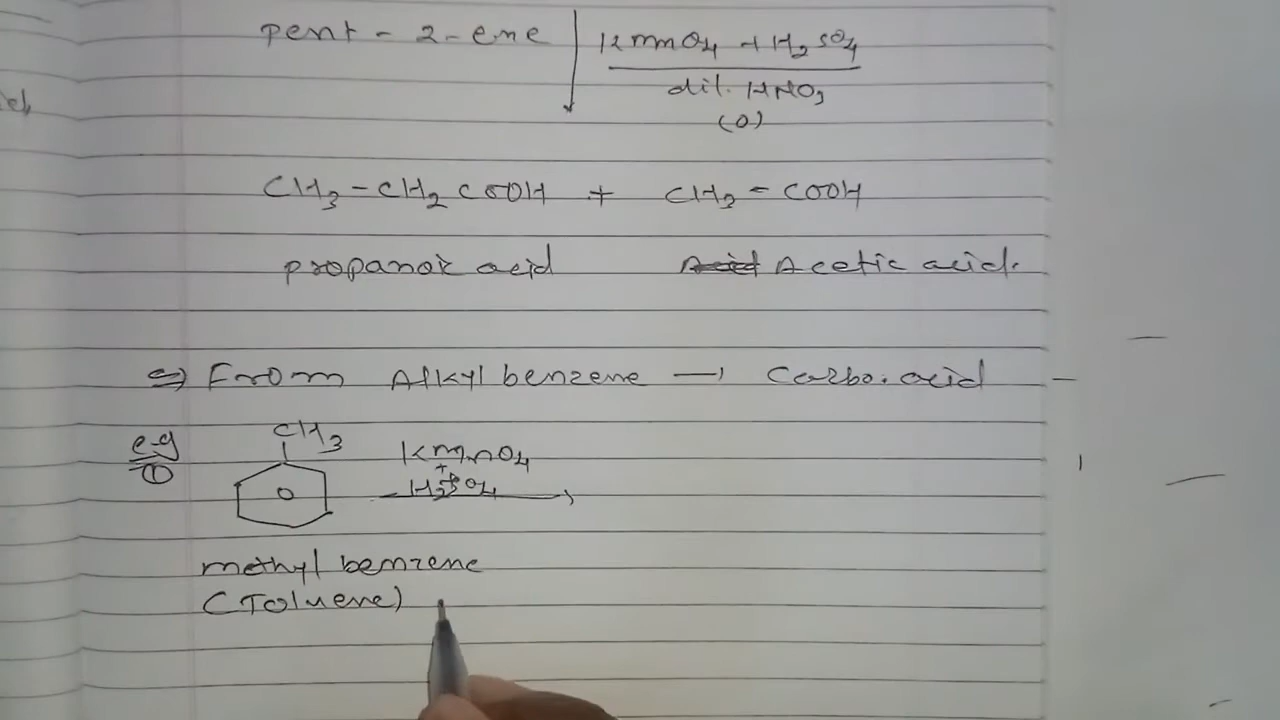 pent - 2 - ene KMnO4 + H2SO4
dil. HNO3
(O)
CH3 - CH2 COOH + CH3 - COOH
propanoic acid Acetic acid.
⇒ From Alkyl benzene → Carbo. acid
e.g CH3 KMnO4
① + H2SO4
methyl benzene
(Toluene)